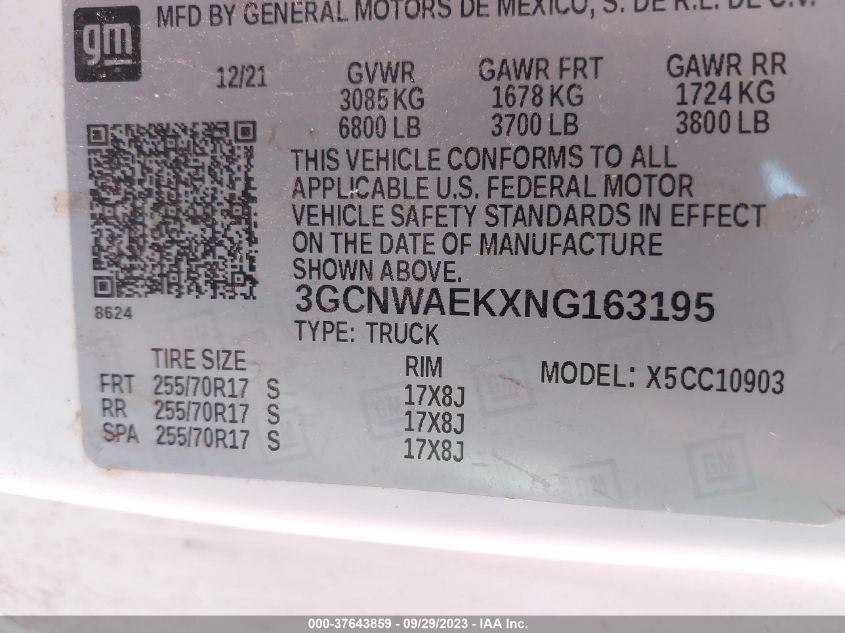 gm
MFD BY GENERAL MOTORS DE MEXICO, S. DE R.L. DE C.V.
12/21 GVWR GAWR FRT GAWR RR
3085 KG 1678 KG 1724 KG
6800 LB 3700 LB 3800 LB
THIS VEHICLE CONFORMS TO ALL
APPLICABLE U.S. FEDERAL MOTOR
VEHICLE SAFETY STANDARDS IN EFFECT
ON THE DATE OF MANUFACTURE
SHOWN ABOVE.
8624
3GCNWAEKXNG163195
TYPE: TRUCK
TIRE SIZE RIM MODEL: X5CC10903
FRT 255/70R17 S 17X8J
RR 255/70R17 S 17X8J
SPA 255/70R17 S 17X8J
000-37643859 - 09/29/2023 - IAA Inc.